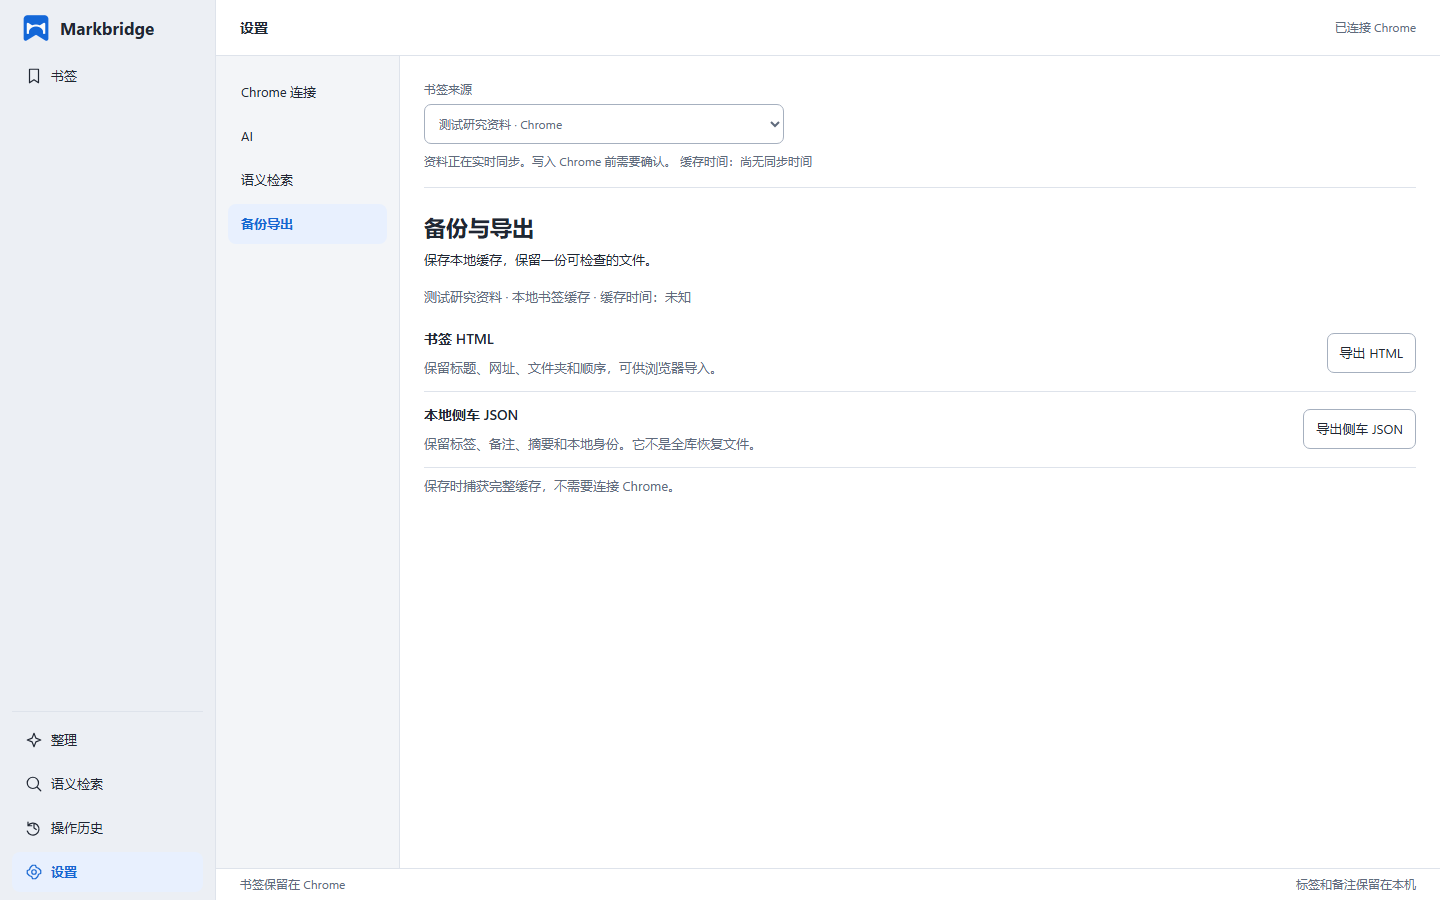 Markbridge
书签
整理
语义检索
操作历史
设置
设置
已连接 Chrome
Chrome 连接
AI
语义检索
备份导出
书签来源
测试研究资料 · Chrome
资料正在实时同步。写入 Chrome 前需要确认。 缓存时间：尚无同步时间
备份与导出
保存本地缓存，保留一份可检查的文件。
测试研究资料 · 本地书签缓存 · 缓存时间：未知
书签 HTML
保留标题、网址、文件夹和顺序，可供浏览器导入。
导出 HTML
本地侧车 JSON
保留标签、备注、摘要和本地身份。它不是全库恢复文件。
导出侧车 JSON
保存时捕获完整缓存，不需要连接 Chrome。
书签保留在 Chrome
标签和备注保留在本机